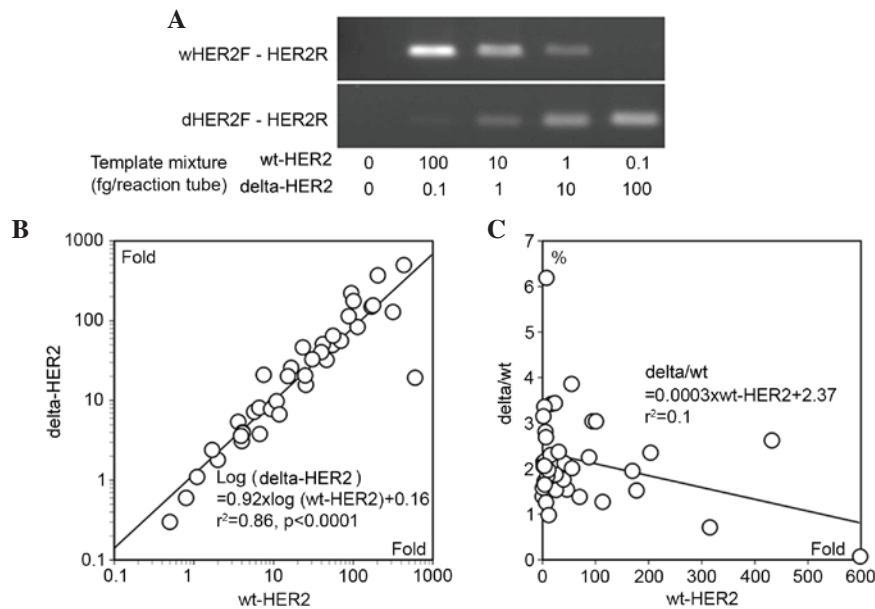 A
wHER2F - HER2R
dHER2F - HER2R
Template mixture
(fg/reaction tube)
wt-HER2 0 100 10 1 0.1
delta-HER2 0 0.1 1 10 100
B
1000
100
10
1
0.1
delta-HER2
Fold
Log (delta-HER2)
=0.92xlog (wt-HER2)+0.16
r²=0.86, p<0.0001
Fold
0.1 1 10 100 1000
wt-HER2
C
7
6
5
4
3
2
1
0
delta/wt
%
delta/wt
=0.0003xwt-HER2+2.37
r²=0.1
Fold
0 100 200 300 400 500 600
wt-HER2